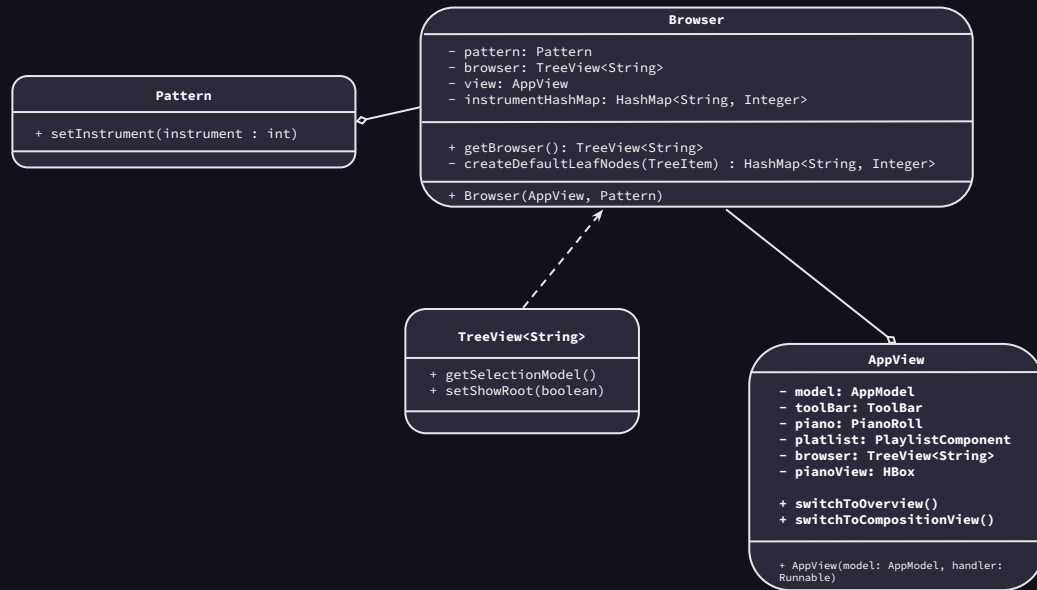 Browser
- pattern: Pattern
- browser: TreeView<String>
- view: AppView
- instrumentHashMap: HashMap<String, Integer>
+ getBrowser(): TreeView<String>
- createDefaultLeafNodes(TreeItem) : HashMap<String, Integer>
+ Browser(AppView, Pattern)
Pattern
+ setInstrument(instrument : int)
TreeView<String>
+ getSelectionModel()
+ setShowRoot(boolean)
AppView
- model: AppModel
- toolBar: ToolBar
- piano: PianoRoll
- platlist: PlaylistComponent
- browser: TreeView<String>
- pianoView: HBox
+ switchToOverview()
+ switchToCompositionView()
+ AppView(model: AppModel, handler:
Runnable)